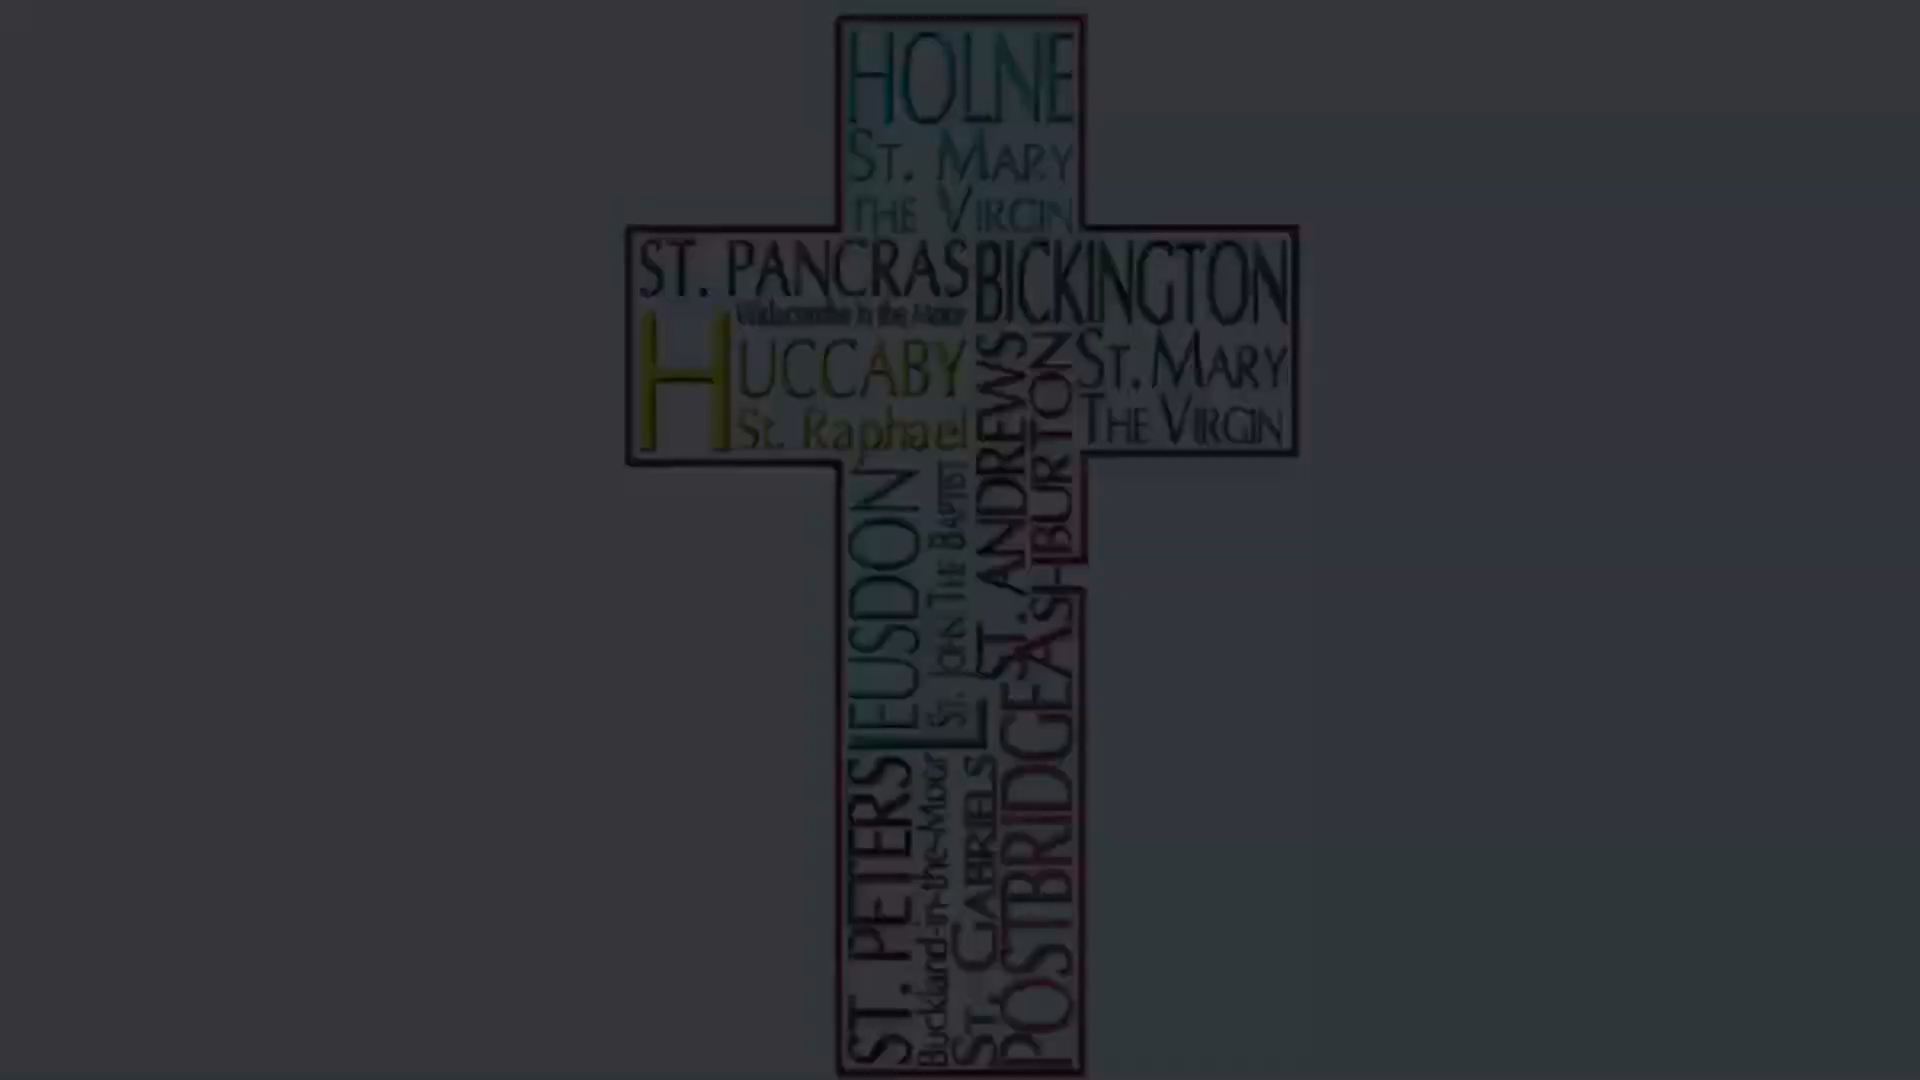 HOLNE
ST. MARY
THE VIRGIN
ST. PANCRAS
Widecombe in the Moor
HUCCABY
St. Raphael
BICKINGTON
ST. MARY
THE VIRGIN
ST. ANDREWS
ASHBURTON
LEUSDON
ST. JOHN THE BAPTIST
ST. PETERS
Buckland-in-the-Moor
ST. GABRIELS
POSTBRIDGE